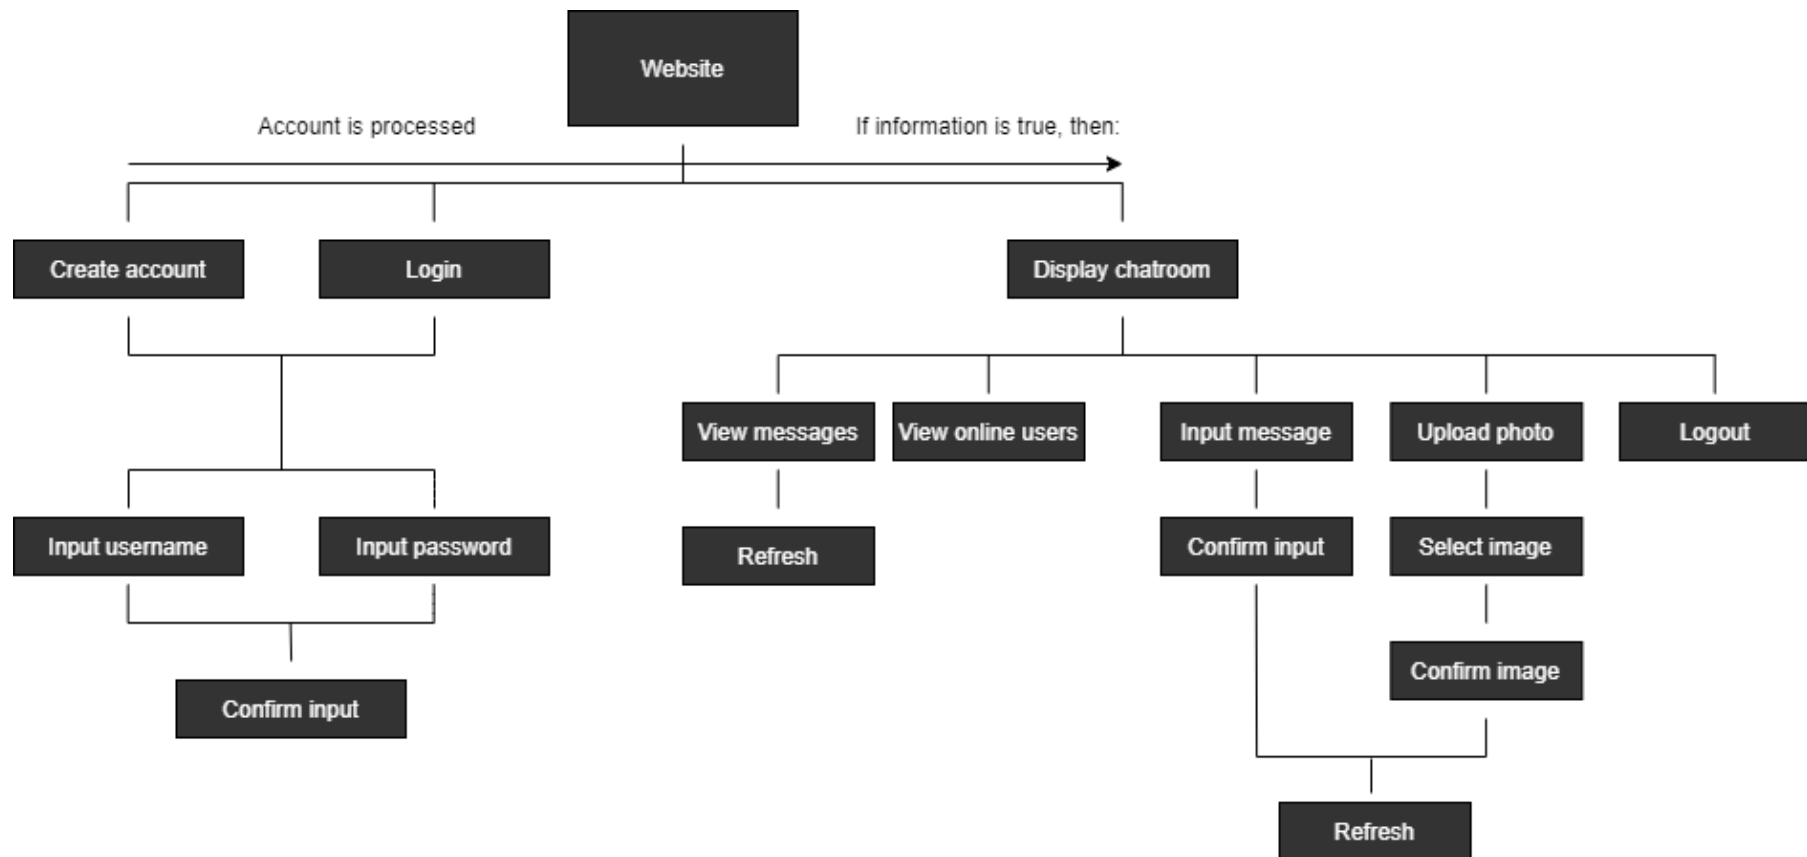 Website
Account is processed
If information is true, then:
Create account
Login
Display chatroom
View messages
View online users
Input message
Upload photo
Logout
Input username
Input password
Refresh
Confirm input
Select image
Confirm image
Confirm input
Refresh